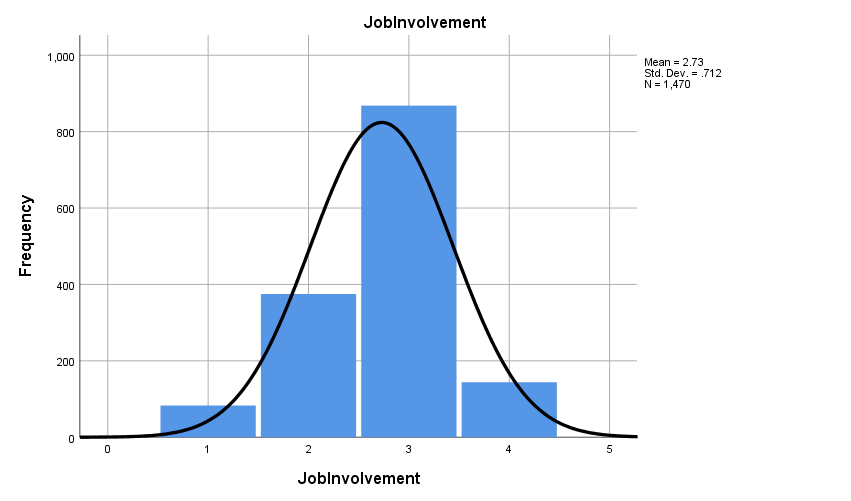 JobInvolvement
1,000
800
600
400
200
0
Frequency
0 1 2 3 4 5
JobInvolvement
Mean = 2.73
Std. Dev. = .712
N = 1,470